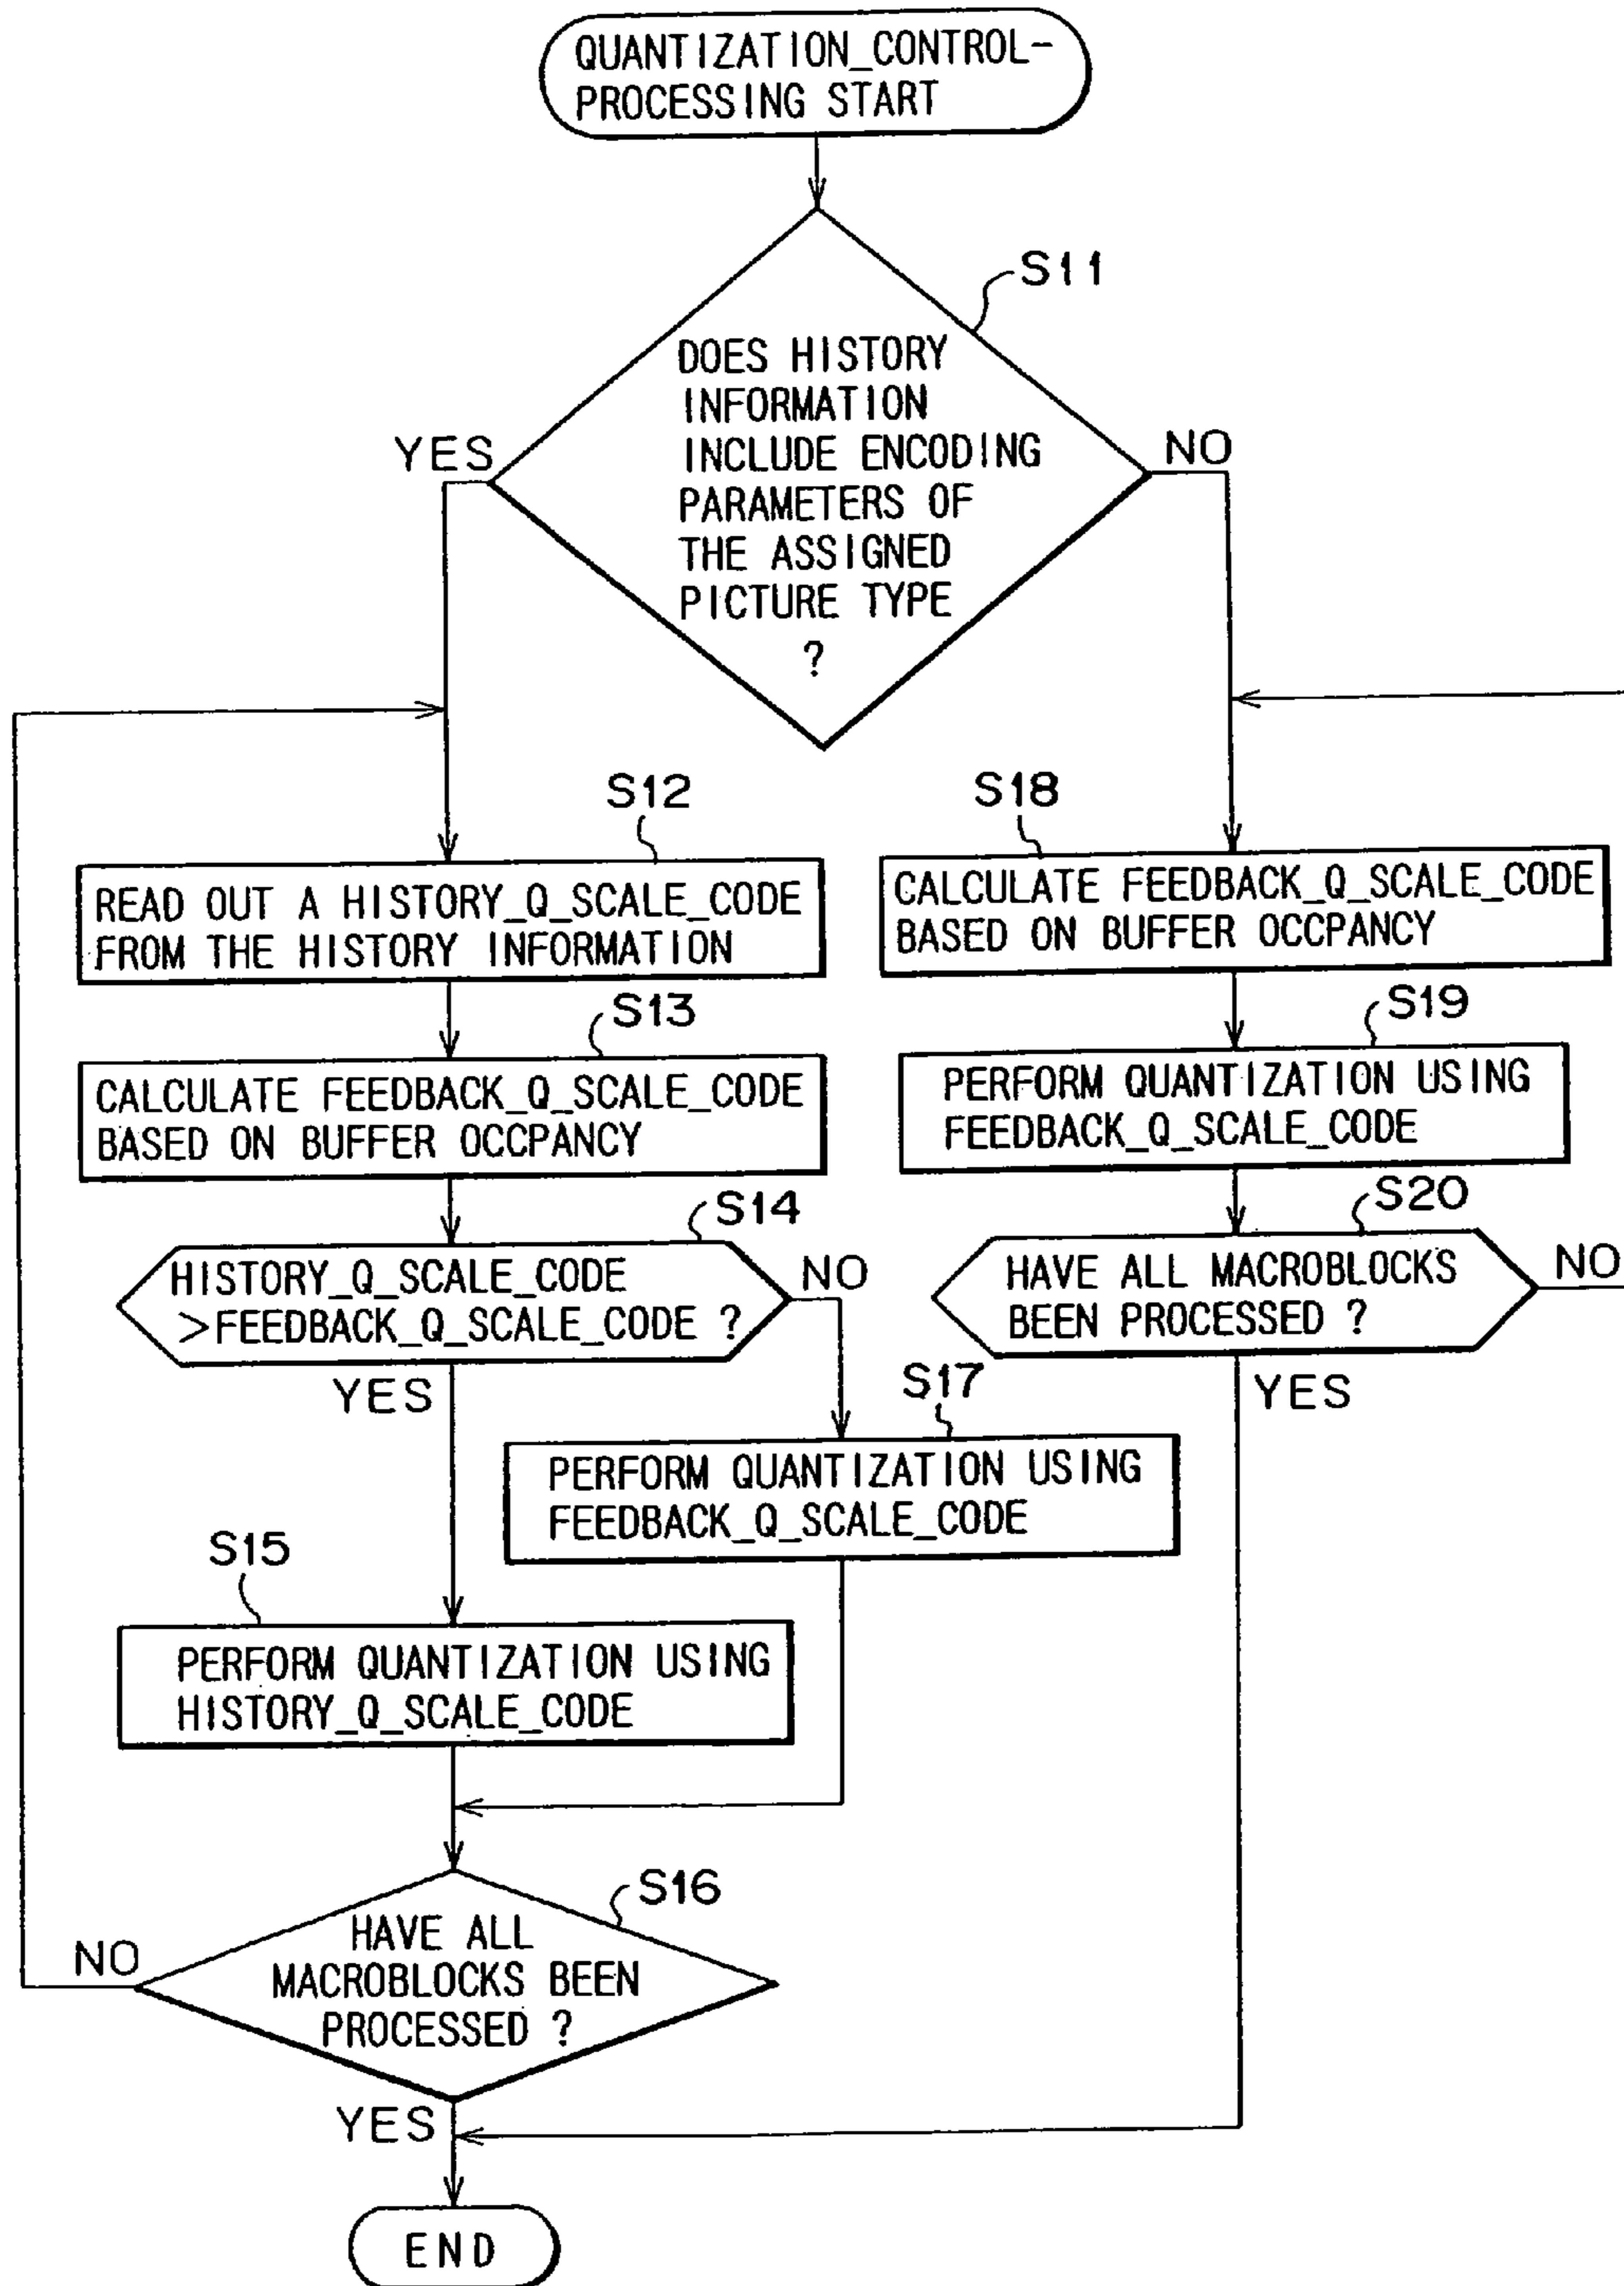 QUANTIZATION_CONTROL-
PROCESSING START
S11
DOES HISTORY
INFORMATION
INCLUDE ENCODING
PARAMETERS OF
THE ASSIGNED
PICTURE TYPE
?
YES
NO
S12
READ OUT A HISTORY_Q_SCALE_CODE
FROM THE HISTORY INFORMATION
S18
CALCULATE FEEDBACK_Q_SCALE_CODE
BASED ON BUFFER OCCPANCY
S13
CALCULATE FEEDBACK_Q_SCALE_CODE
BASED ON BUFFER OCCPANCY
S19
PERFORM QUANTIZATION USING
FEEDBACK_Q_SCALE_CODE
S14
HISTORY_Q_SCALE_CODE
>FEEDBACK_Q_SCALE_CODE ?
NO
YES
S20
HAVE ALL MACROBLOCKS
BEEN PROCESSED ?
NO
YES
S17
PERFORM QUANTIZATION USING
FEEDBACK_Q_SCALE_CODE
S15
PERFORM QUANTIZATION USING
HISTORY_Q_SCALE_CODE
S16
HAVE ALL
MACROBLOCKS BEEN
PROCESSED ?
NO
YES
END